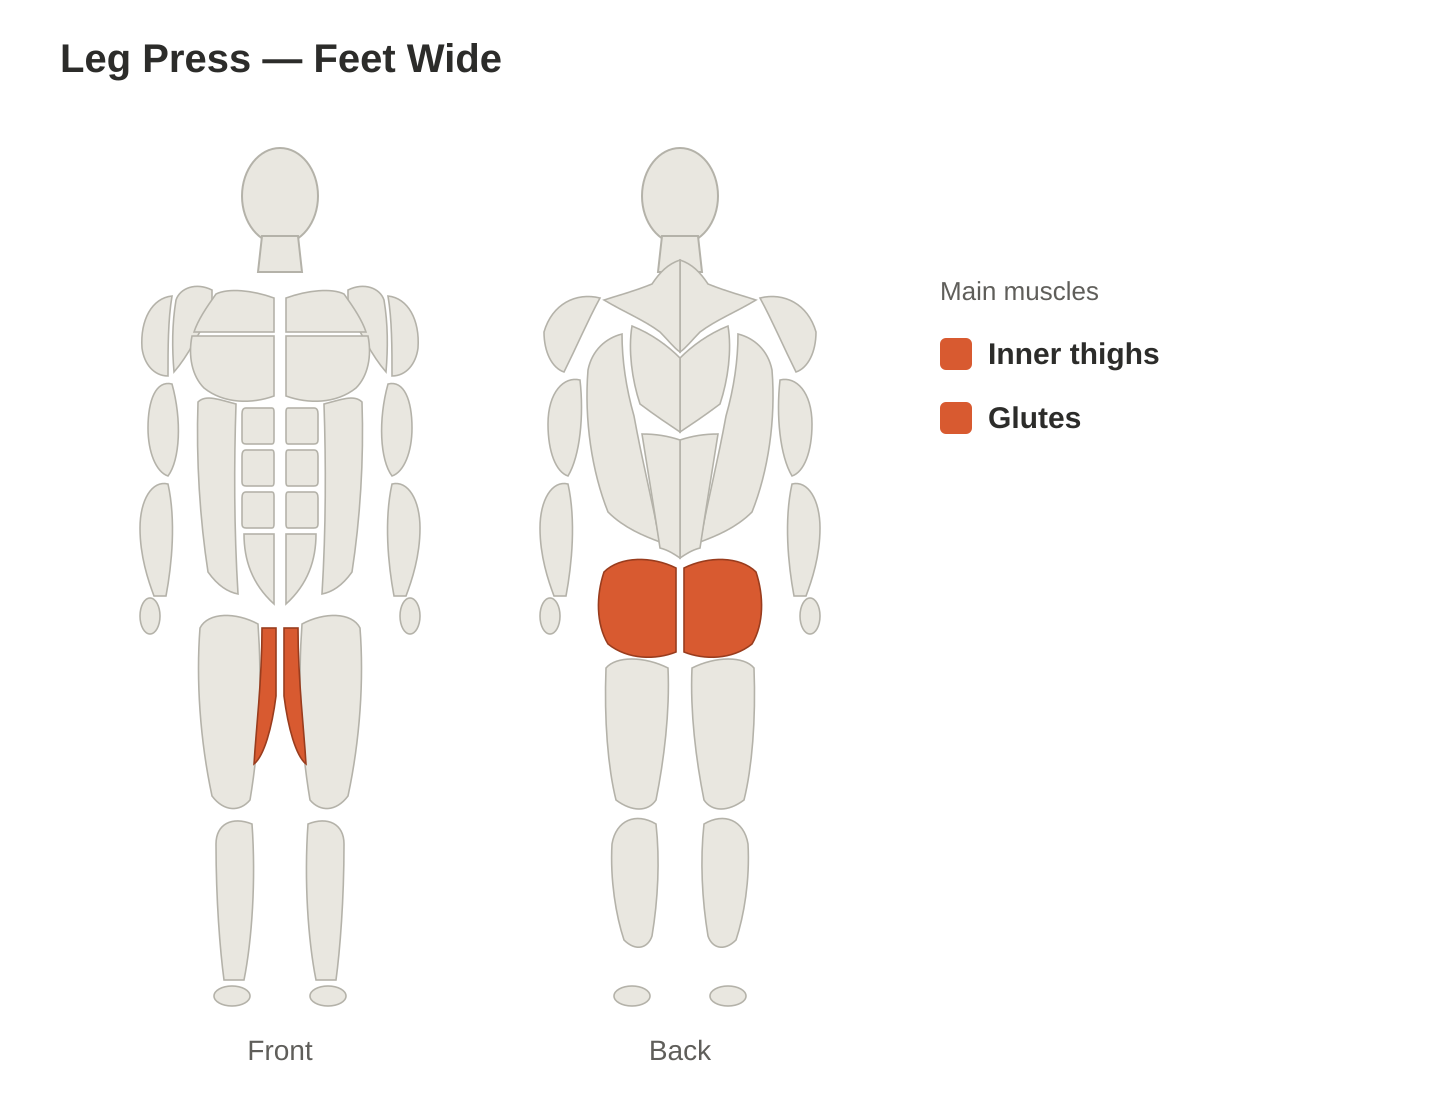 Leg Press — Feet Wide
Main muscles
Inner thighs
Glutes
Front
Back